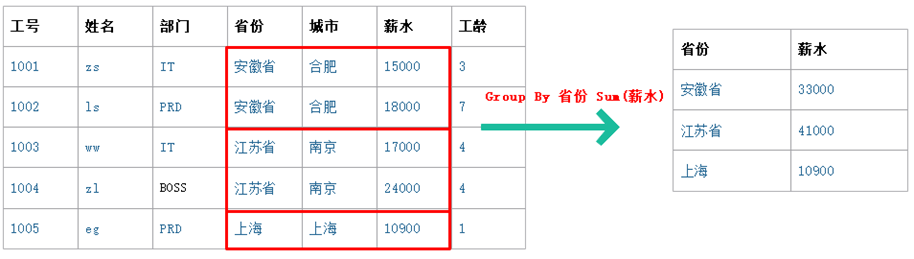 工号 姓名 部门 省份 城市 薪水 工龄
1001 zs IT 安徽省 合肥 15000 3
1002 ls PRD 安徽省 合肥 18000 7
1003 ww IT 江苏省 南京 17000 4
1004 zl BOSS 江苏省 南京 24000 4
1005 eg PRD 上海 上海 10900 1
Group By 省份 Sum(薪水)
省份 薪水
安徽省 33000
江苏省 41000
上海 10900